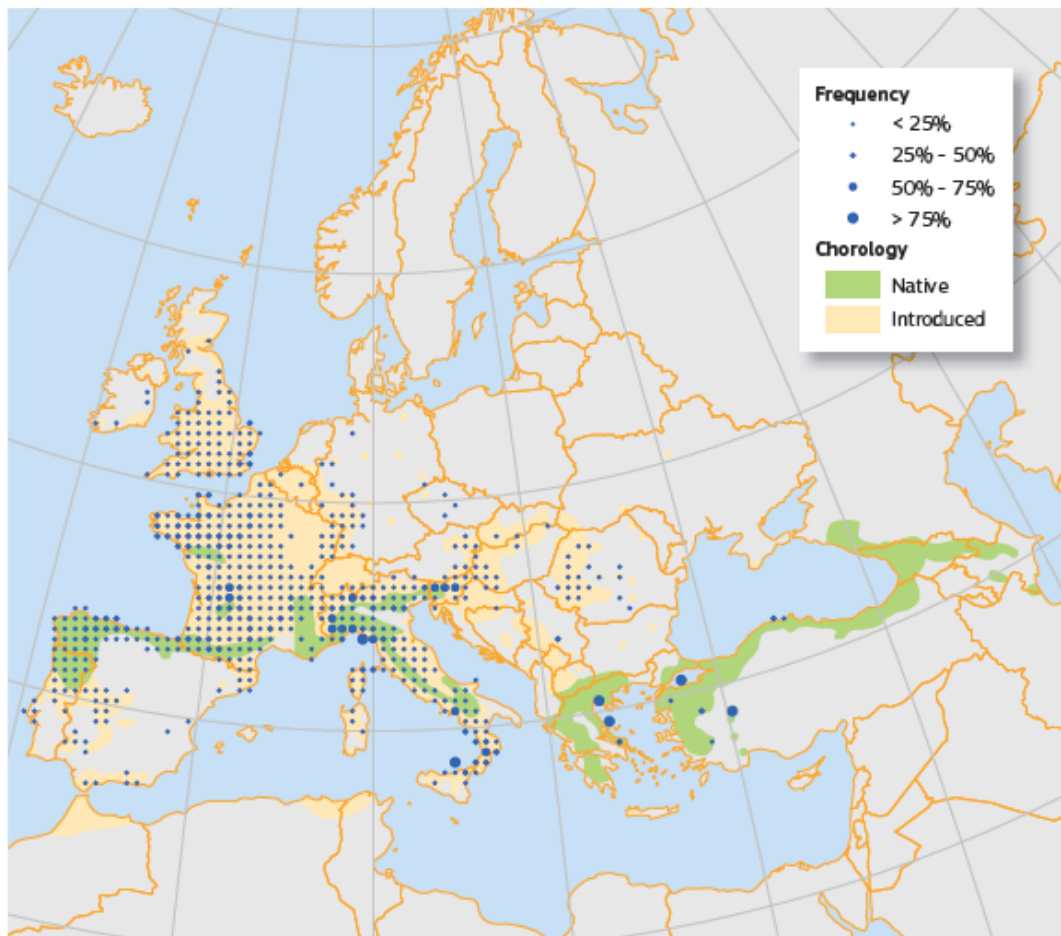 Frequency
< 25%
25% - 50%
50% - 75%
> 75%
Chorology
Native
Introduced